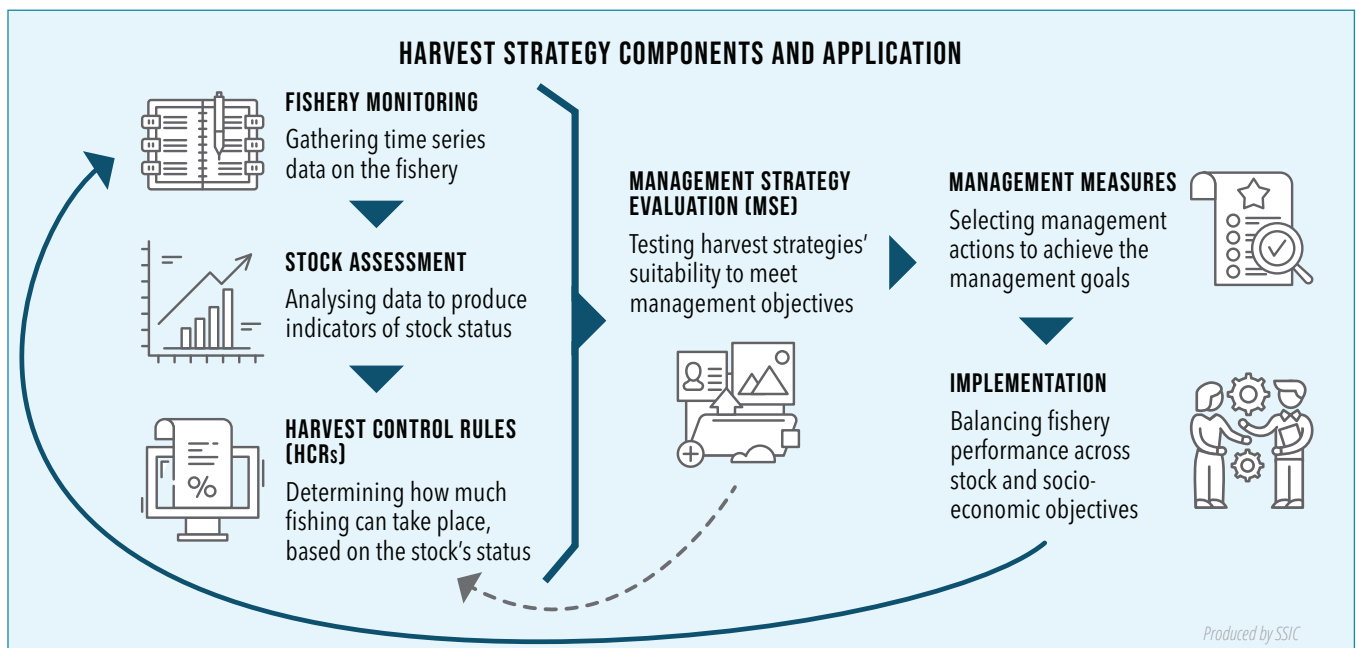 HARVEST STRATEGY COMPONENTS AND APPLICATION
FISHERY MONITORING
Gathering time series
data on the fishery
STOCK ASSESSMENT
Analysing data to produce
indicators of stock status
HARVEST CONTROL RULES
(HCRs)
%
Determining how much
fishing can take place,
based on the stock's status
MANAGEMENT STRATEGY
EVALUATION (MSE)
Testing harvest strategies'
suitability to meet
management objectives
MANAGEMENT MEASURES
Selecting management
actions to achieve the
management goals
IMPLEMENTATION
Balancing fishery
performance across
stock and socio-
economic objectives
Produced by SSIC